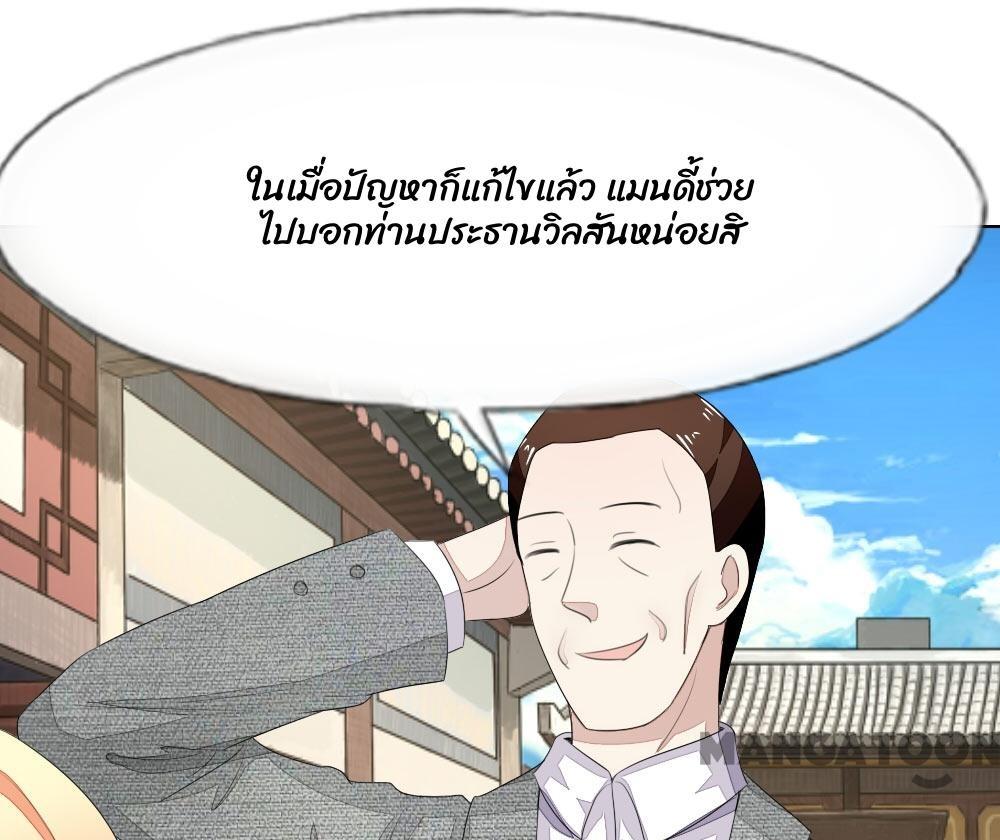 ในเมื่อปัญหาก็แก้ไขแล้ว แมนดี้ช่วย
ไปบอกท่านประธานวิลสันหน่อยสิ
MANGATOON